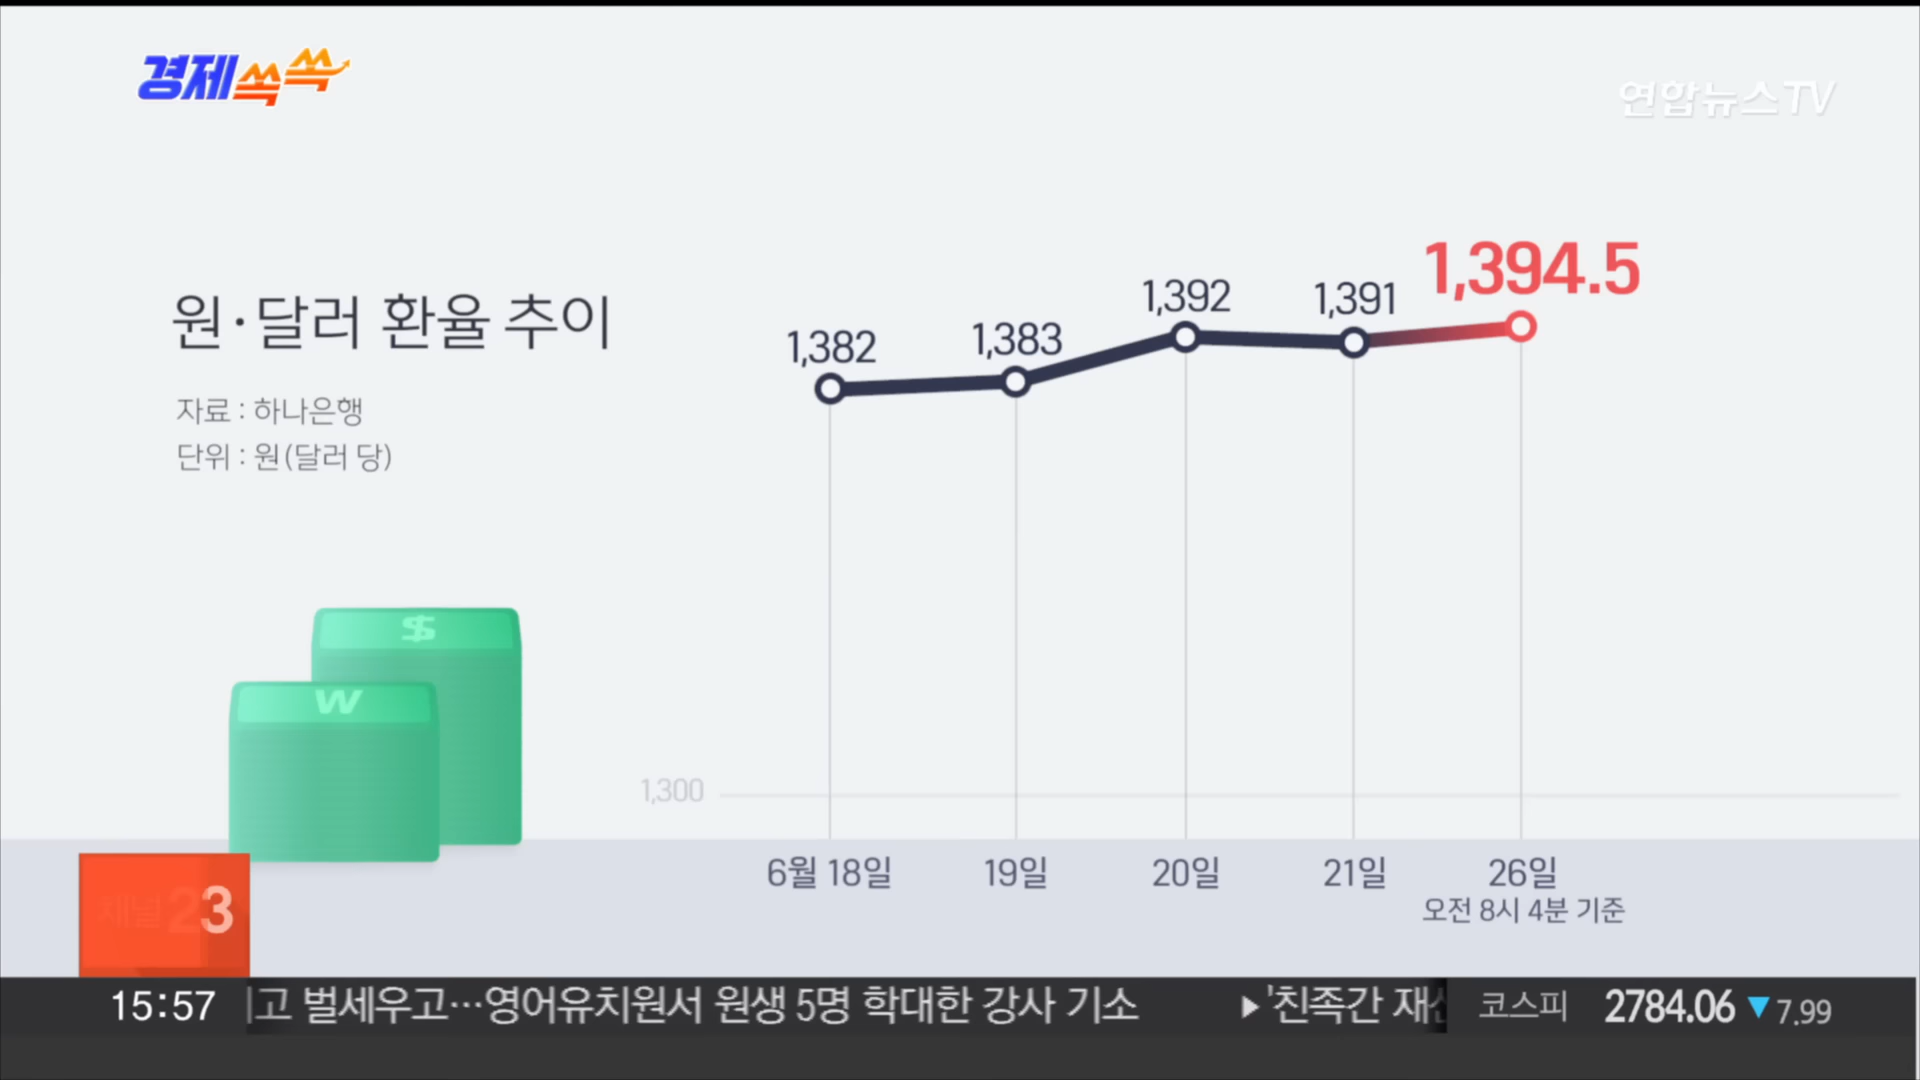 경제쏙쏙
연합뉴스TV
원·달러 환율 추이
자료 : 하나은행
단위 : 원(달러 당)
1,382
1,383
1,392
1,391
1,394.5
$
W
1,300
6월 18일
19일
20일
21일
26일
오전 8시 4분 기준
채널 23
15:57
고 벌세우고…영어유치원서 원생 5명 학대한 강사 기소
▶'친족간
코스피 2784.06 ▼7.99